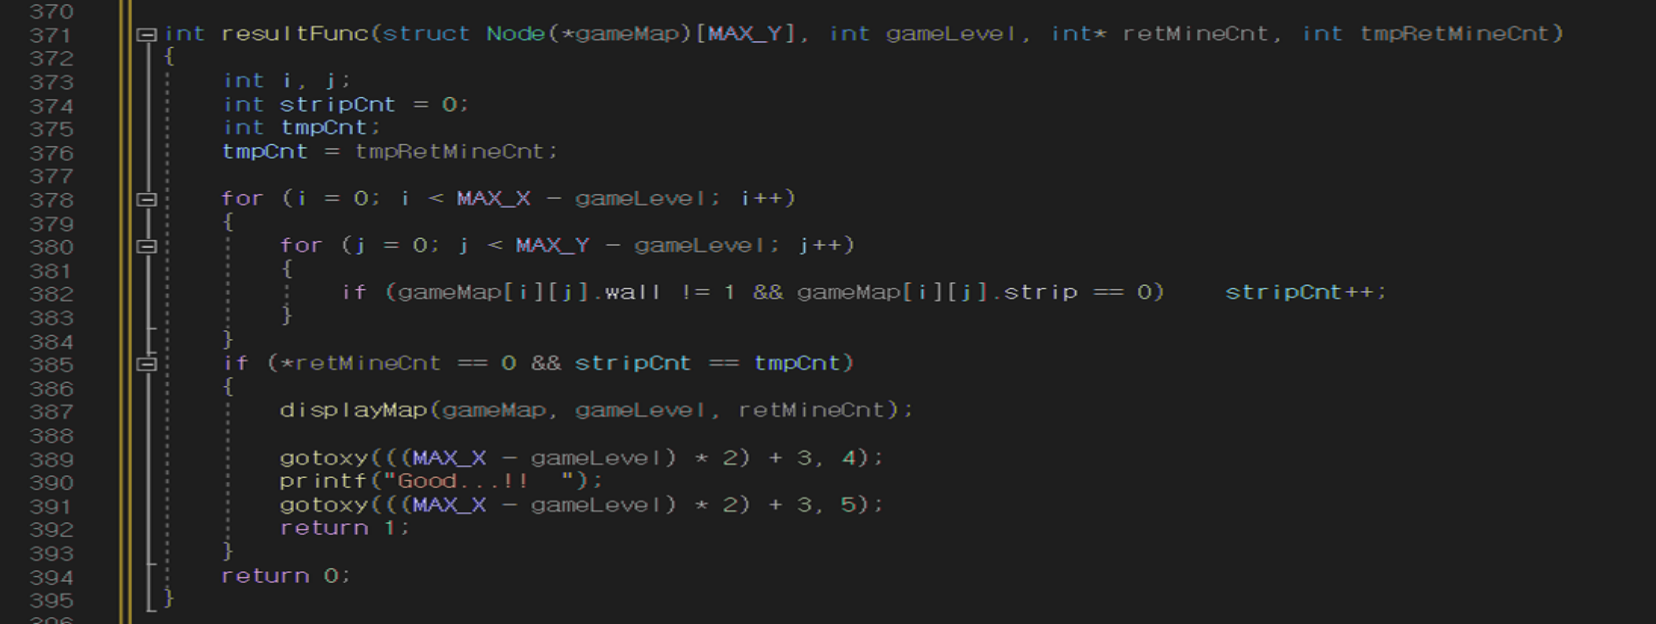 370
371 int resultFunc(struct Node(*gameMap)[MAX_Y], int gameLevel, int* retMineCnt, int tmpRetMineCnt)
372 {
373     int i, j;
374     int stripCnt = 0;
375     int tmpCnt;
376     tmpCnt = tmpRetMineCnt;
377
378     for (i = 0; i < MAX_X - gameLevel; i++)
379     {
380         for (j = 0; j < MAX_Y - gameLevel; j++)
381         {
382             if (gameMap[i][j].wall != 1 && gameMap[i][j].strip == 0)    stripCnt++;
383         }
384     }
385     if (*retMineCnt == 0 && stripCnt == tmpCnt)
386     {
387         displayMap(gameMap, gameLevel, retMineCnt);
388
389         gotoxy(((MAX_X - gameLevel) * 2) + 3, 4);
390         printf("Good...!!  ");
391         gotoxy(((MAX_X - gameLevel) * 2) + 3, 5);
392         return 1;
393     }
394     return 0;
395 }
396